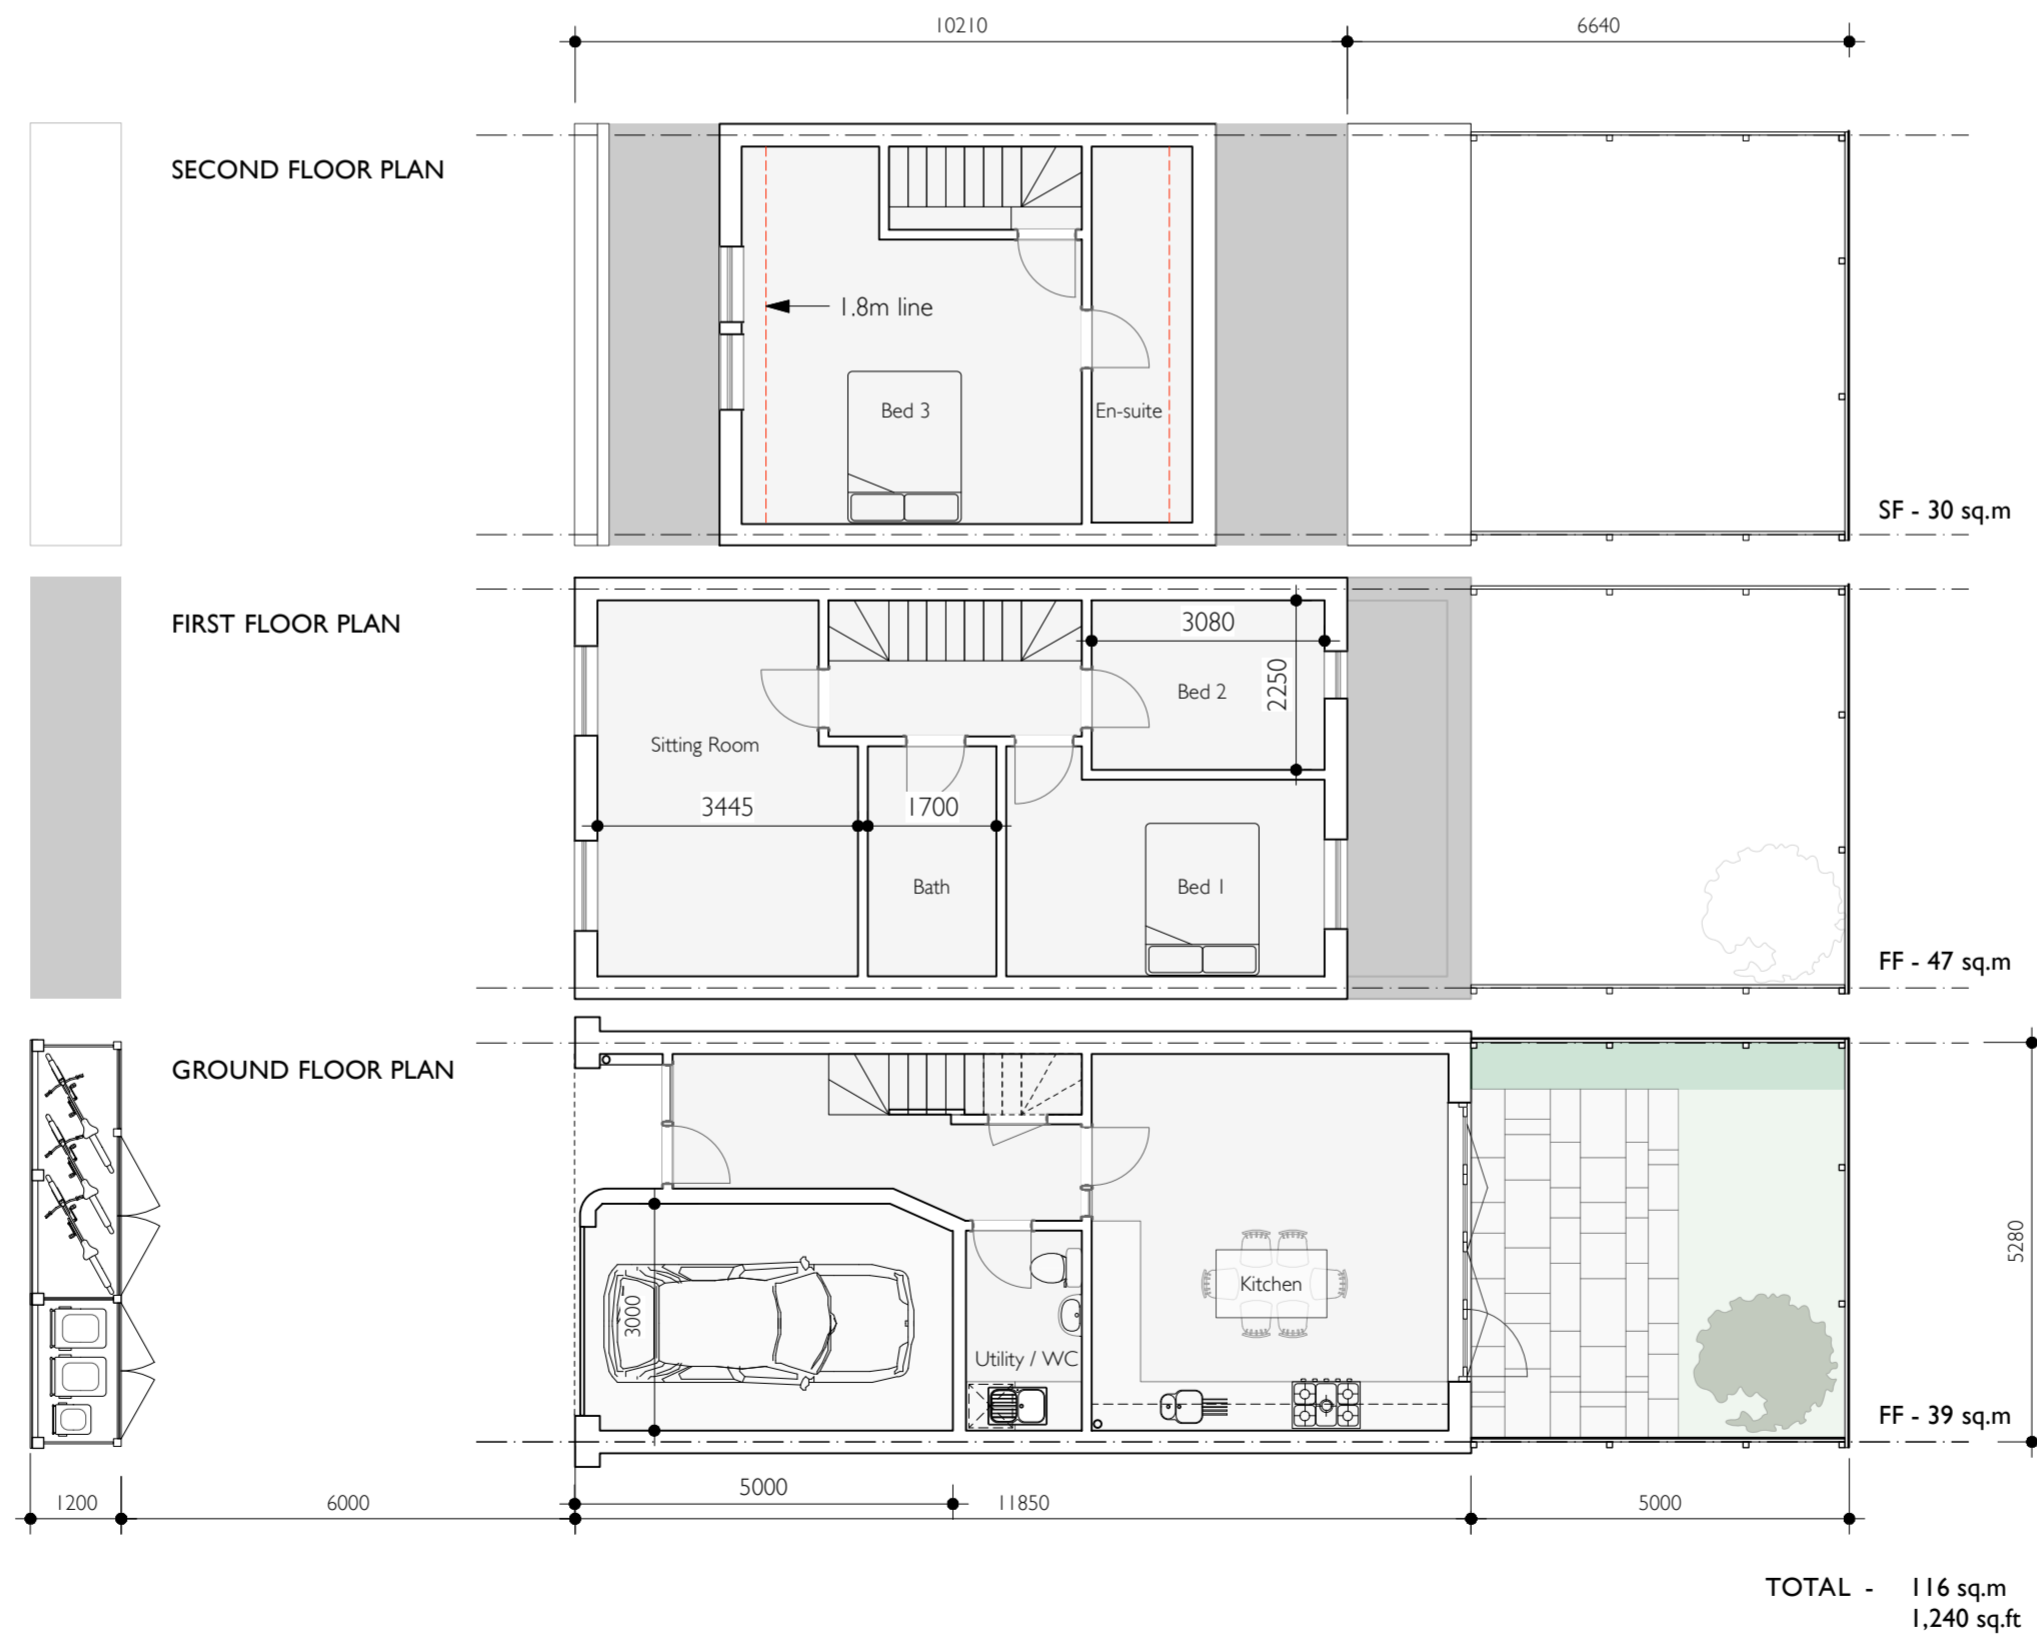 10210
6640
SECOND FLOOR PLAN
1.8m line
Bed 3
En-suite
SF - 30 sq.m
FIRST FLOOR PLAN
3080
2250
Bed 2
Sitting Room
3445
1700
Bath
Bed 1
FF - 47 sq.m
GROUND FLOOR PLAN
3000
Kitchen
Utility / WC
5280
FF - 39 sq.m
1200
6000
5000
11850
5000
TOTAL - 116 sq.m
1,240 sq.ft